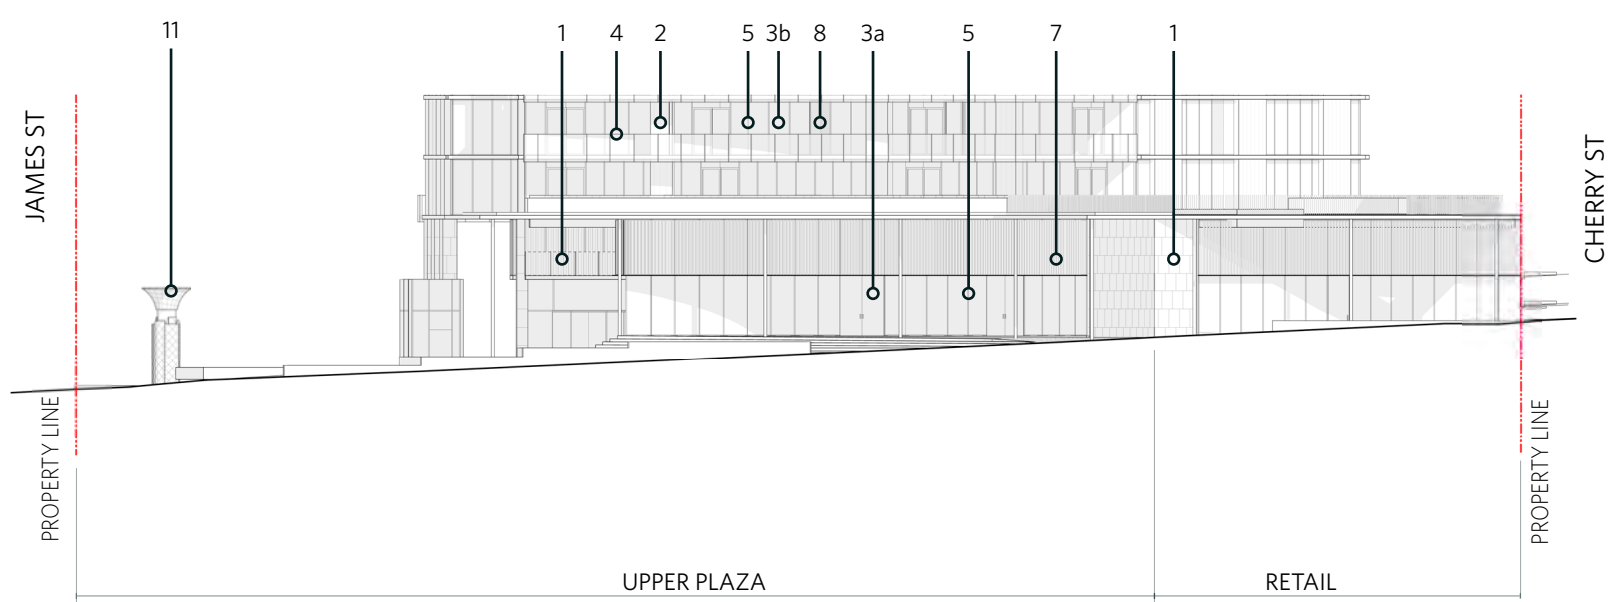 11
1
4
2
5
3b
8
3a
5
7
1
JAMES ST
CHERRY ST
PROPERTY LINE
PROPERTY LINE
UPPER PLAZA
RETAIL